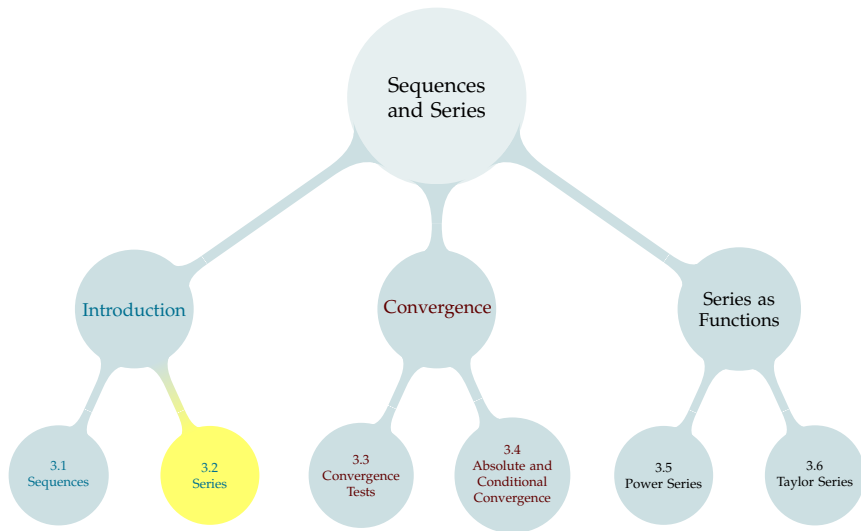 Sequences
and Series
Introduction
Convergence
Series as
Functions
3.1
Sequences
3.2
Series
3.3
Convergence
Tests
3.4
Absolute and
Conditional
Convergence
3.5
Power Series
3.6
Taylor Series